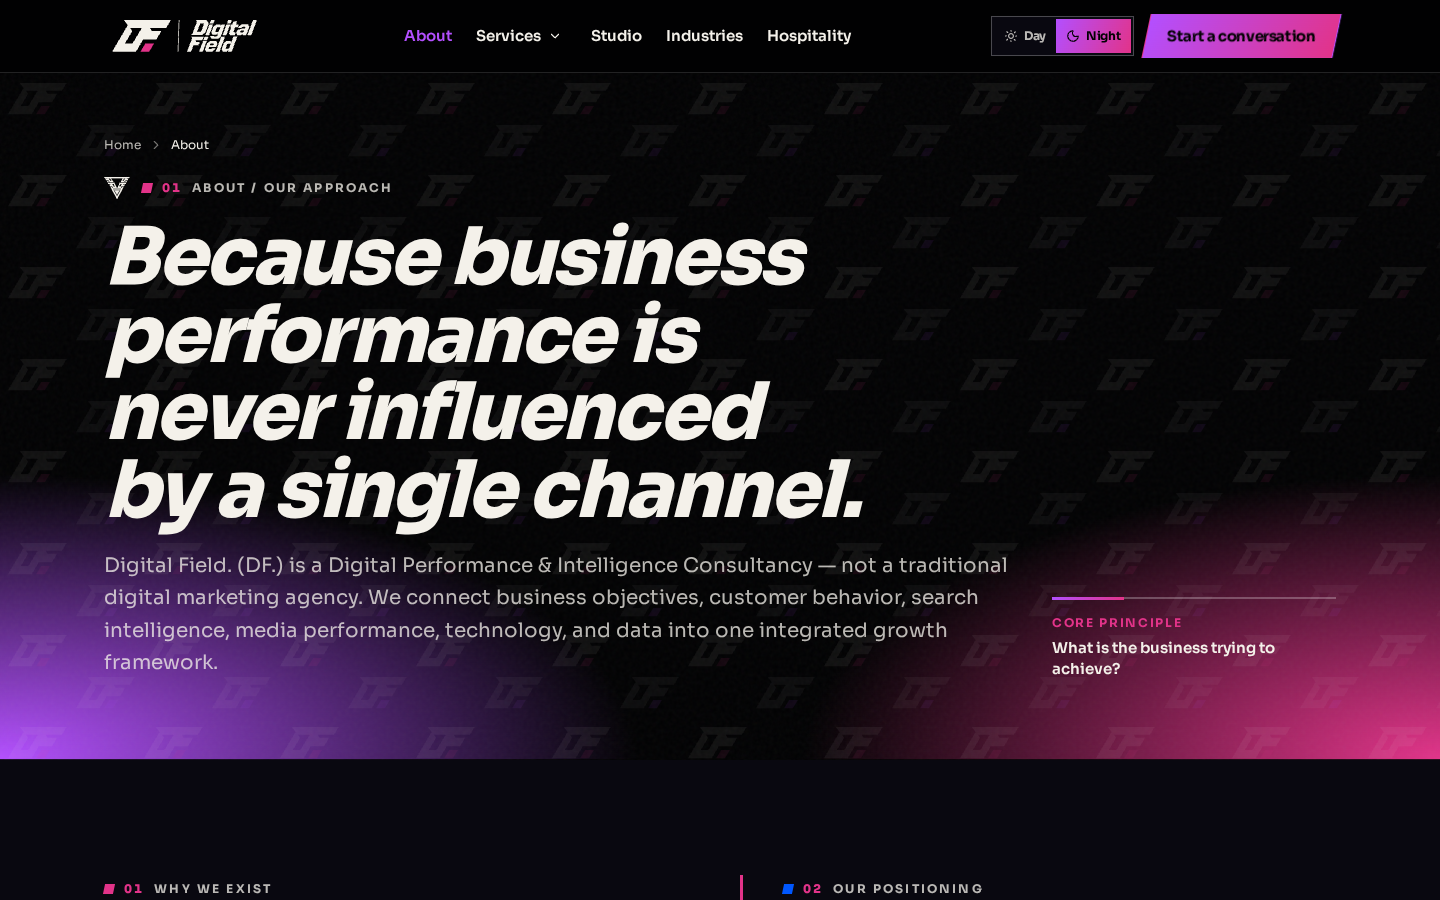 DF. Digital Field
About Services Studio Industries Hospitality
Day Night
Start a conversation
Home > About
01 ABOUT / OUR APPROACH
Because business
performance is
never influenced
by a single channel.
Digital Field. (DF.) is a Digital Performance & Intelligence Consultancy — not a traditional
digital marketing agency. We connect business objectives, customer behavior, search
intelligence, media performance, technology, and data into one integrated growth
framework.
CORE PRINCIPLE
What is the business trying to
achieve?
01 WHY WE EXIST
02 OUR POSITIONING